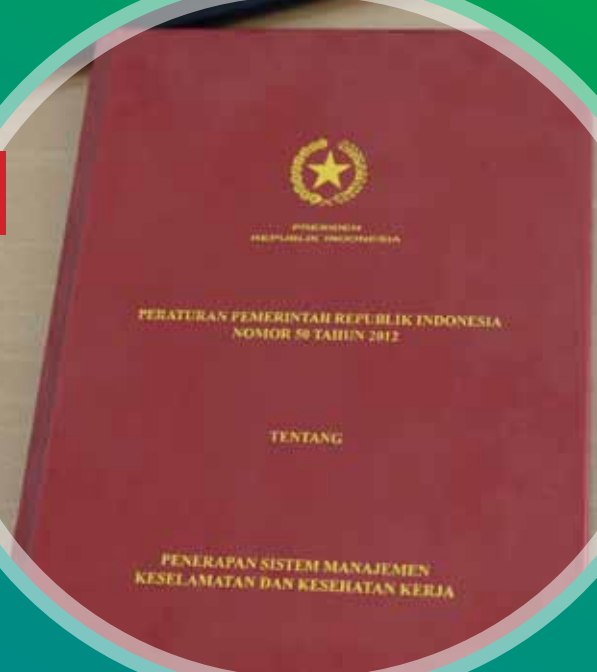 PRESIDEN
REPUBLIK INDONESIA
PERATURAN PEMERINTAH REPUBLIK INDONESIA
NOMOR 50 TAHUN 2012
TENTANG
PENERAPAN SISTEM MANAJEMEN
KESELAMATAN DAN KESEHATAN KERJA